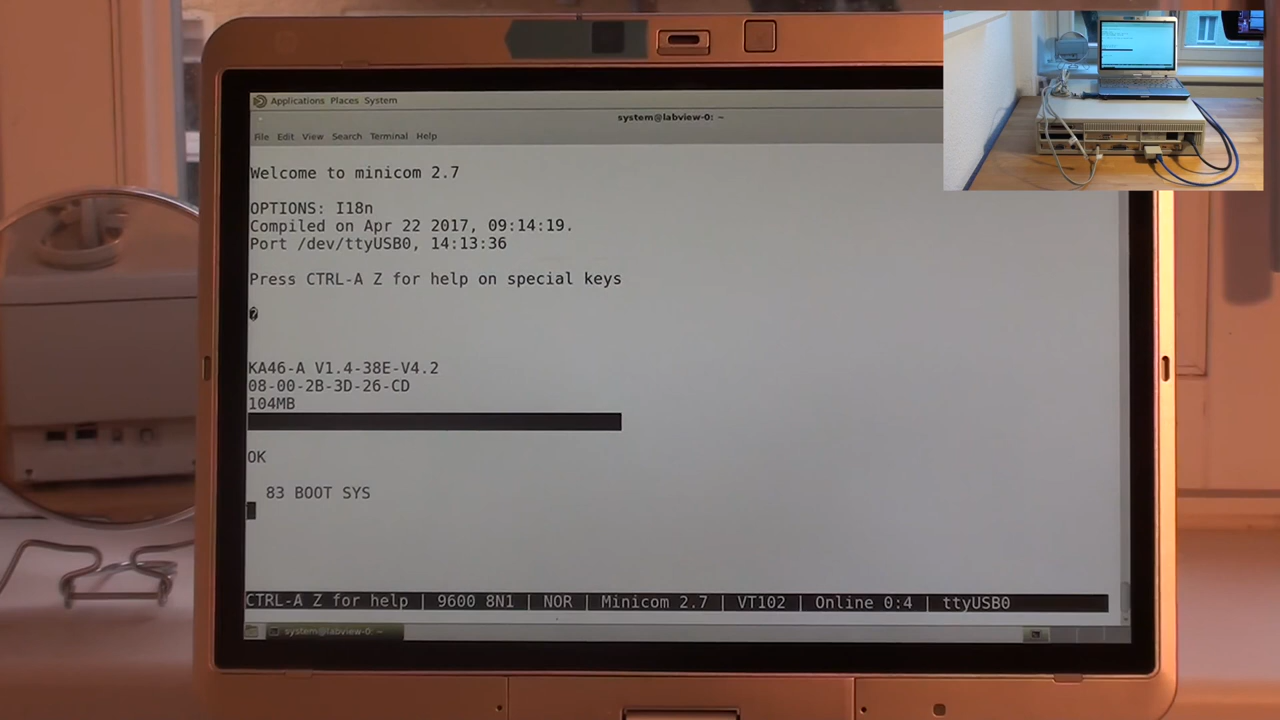 Applications Places System
system@labview-0: ~
File Edit View Search Terminal Help
Welcome to minicom 2.7
OPTIONS: I18n
Compiled on Apr 22 2017, 09:14:19.
Port /dev/ttyUSB0, 14:13:36
Press CTRL-A Z for help on special keys
KA46-A V1.4-38E-V4.2
08-00-2B-3D-26-CD
104MB
OK
83 BOOT SYS
CTRL-A Z for help | 9600 8N1 | NOR | Minicom 2.7 | VT102 | Online 0:4 | ttyUSB0
system@labview-0: ~